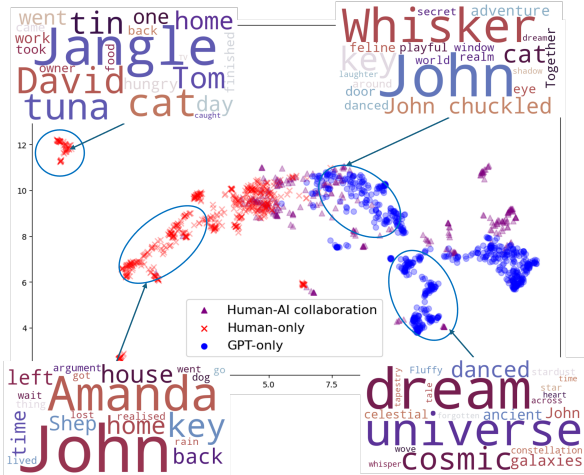 went tin one home
came back
work Jangle
took
owner food finished
David Tom
hungry
tuna cat day
caught
secret adventure
Whisker
dreams
feline playful window cat
key world realm Together
laughter John shadow
around eye
door
danced John chuckled
12
10
8
6
4
5.0 7.5
Human-AI collaboration
Human-only
GPT-only
argument went go
left got house dog
wait Amanda
thing
lost realised
Shep home key
time rain
John back
lived
Fluffy danced stardust
tapestry dream time
tale star
heart
across
celestial forgotten ancient John
universe
wove constellation
whisper cosmic galaxies